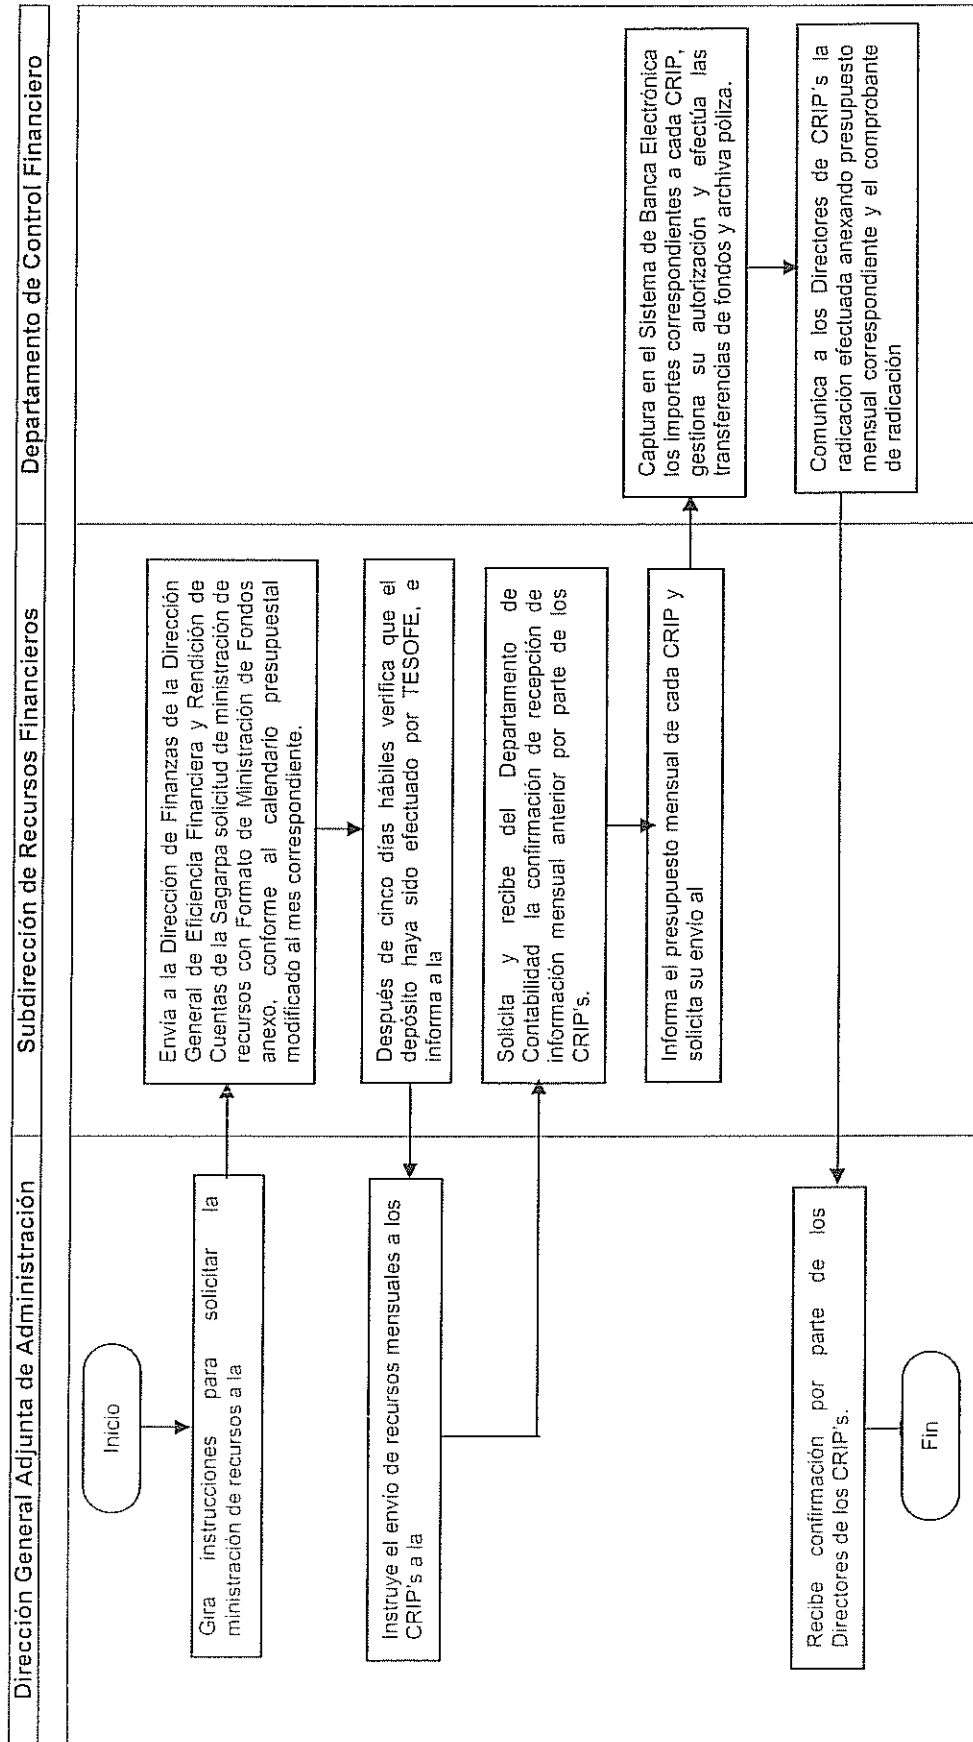 Dirección General Adjunta de Administración
Subdirección de Recursos Financieros
Departamento de Control Financiero
Inicio
Gira instrucciones para solicitar la
ministración de recursos a la
Envía a la Dirección de Finanzas de la Dirección
General de Eficiencia Financiera y Rendición de
Cuentas de la Sagarpa solicitud de ministración de
recursos con Formato de Ministración de Fondos
anexo, conforme al calendario presupuestal
modificado al mes correspondiente.
Después de cinco días hábiles verifica que el
depósito haya sido efectuado por TESOFE, e
informa a la
Instruye el envío de recursos mensuales a los
CRIP's a la
Solicita y recibe del Departamento de
Contabilidad la confirmación de recepción de
información mensual anterior por parte de los
CRIP's.
Informa el presupuesto mensual de cada CRIP y
solicita su envío al
Captura en el Sistema de Banca Electrónica
los importes correspondientes a cada CRIP,
gestiona su autorización y efectúa las
transferencias de fondos y archiva póliza.
Comunica a los Directores de CRIP's la
radicación efectuada anexando presupuesto
mensual correspondiente y el comprobante
de radicación
Recibe confirmación por parte de los
Directores de los CRIP's.
Fin